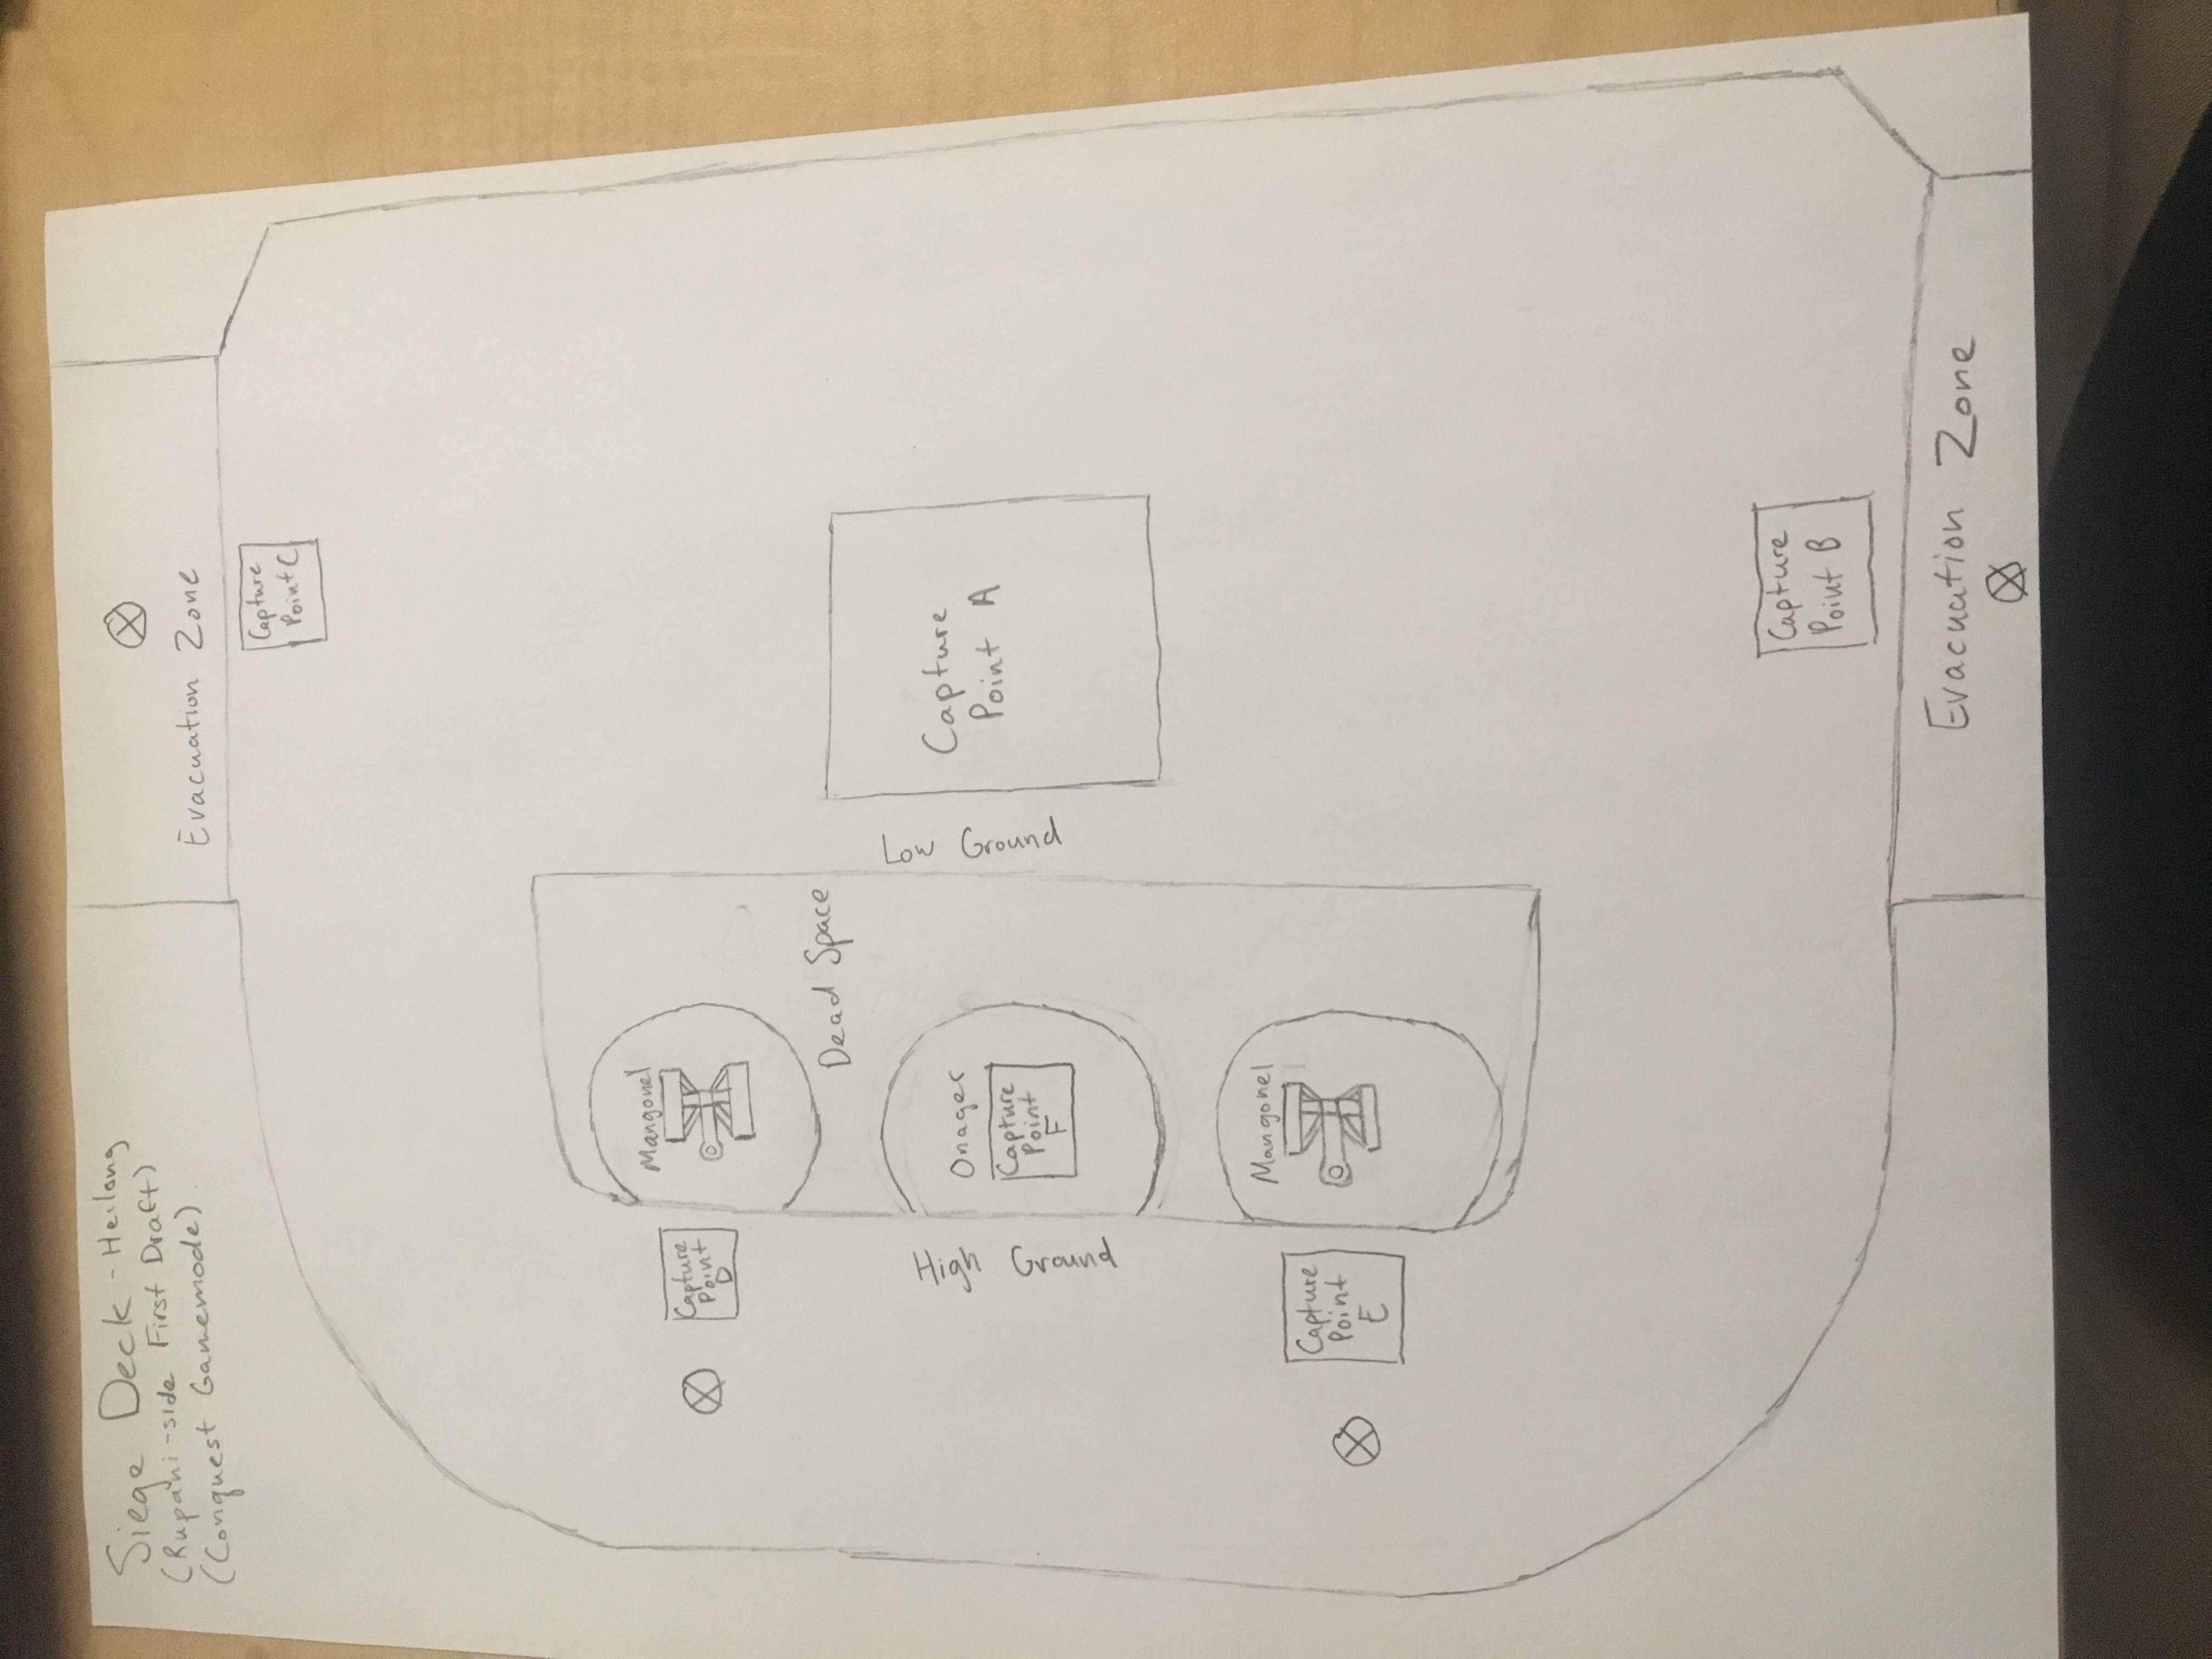 Siege Deck - Heilong
(Rupani-side First Draft)
(Conquest Gamemode)
Evacuation Zone
Capture
Point C
Mangonel
Capture
Point
D
Dead Space
High Ground
Low Ground
Onager
Capture
Point
F
Capture
Point A
Mangonel
Capture
Point
E
Capture
Point B
Evacuation Zone